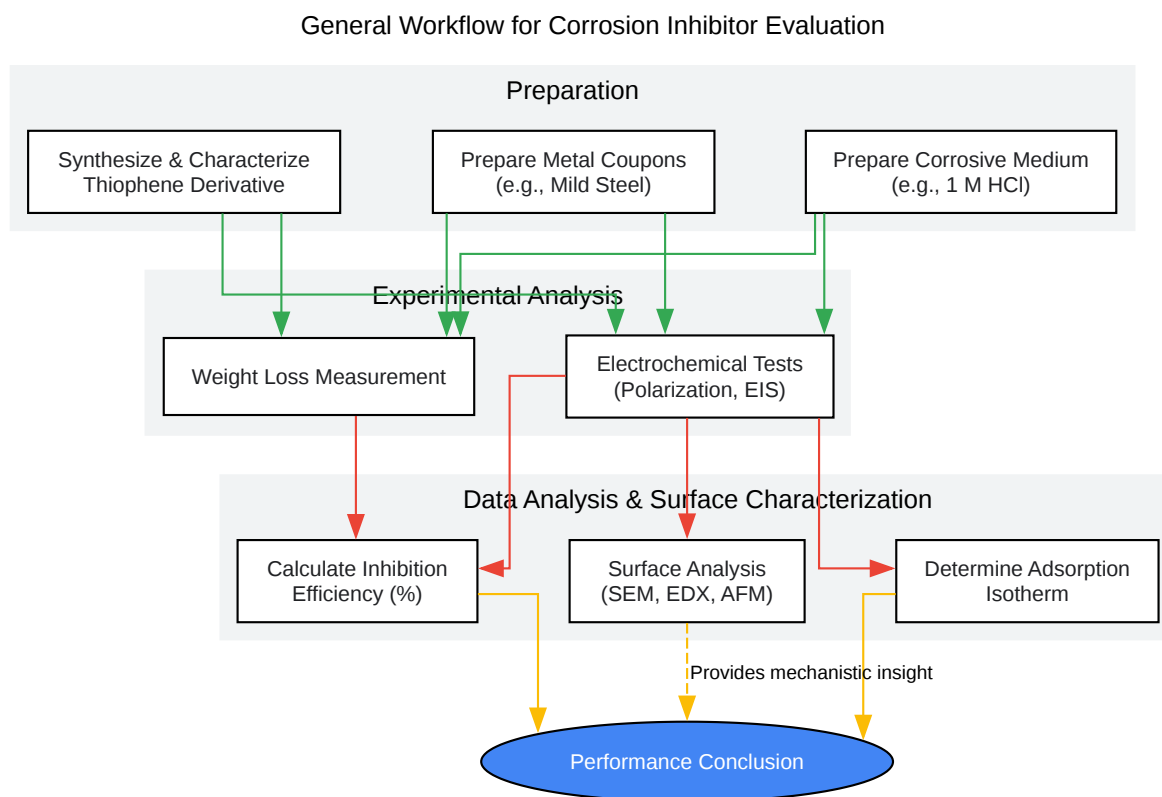 General Workflow for Corrosion Inhibitor Evaluation
Preparation
Synthesize & Characterize
Thiophene Derivative
Prepare Metal Coupons
(e.g., Mild Steel)
Prepare Corrosive Medium
(e.g., 1 M HCl)
Experimental Analysis
Weight Loss Measurement
Electrochemical Tests
(Polarization, EIS)
Data Analysis & Surface Characterization
Calculate Inhibition
Efficiency (%)
Surface Analysis
(SEM, EDX, AFM)
Determine Adsorption
Isotherm
Provides mechanistic insight
Performance Conclusion